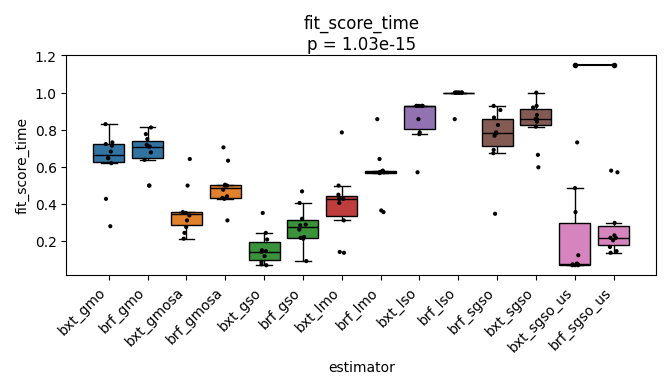 fit_score_time
p = 1.03e-15
1.2
1.0
0.8
0.6
0.4
0.2
fit_score_time
bxt_gmo
brf_gmo
bxt_gmosa
brf_gmosa
bxt_gso
brf_gso
bxt_lmo
brf_lmo
bxt_lso
brf_lso
brf_sgso
bxt_sgso
bxt_sgso_us
brf_sgso_us
estimator